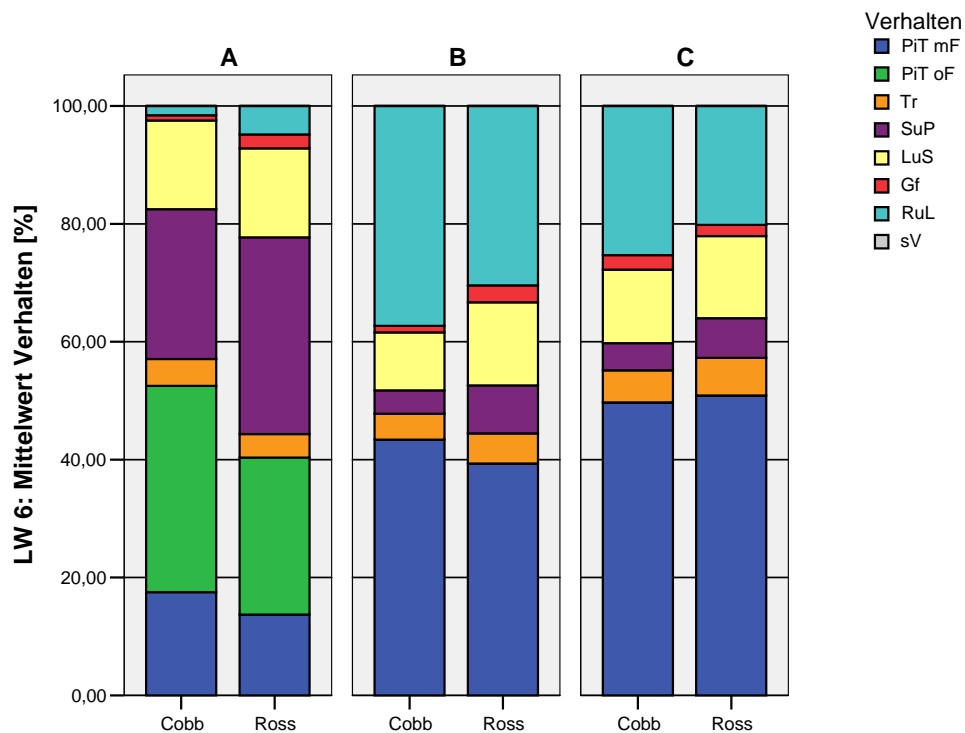 Verhalten
PiT mF
PiT oF
Tr
SuP
LuS
Gf
RuL
sV
A
B
C
LW 6: Mittelwert Verhalten [%]
100,00
80,00
60,00
40,00
20,00
0,00
Cobb
Ross
Cobb
Ross
Cobb
Ross